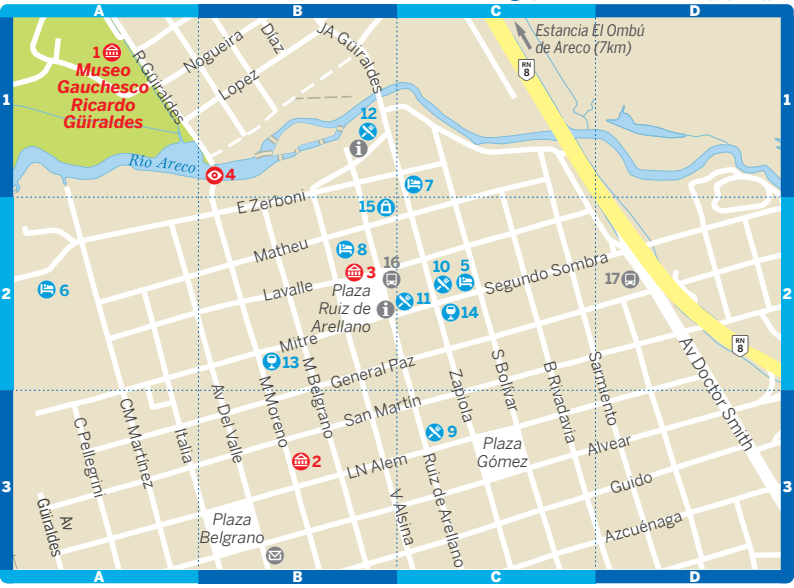 A
B
C
D
Estancia El Ombú
de Areco (7km)
RN
8
JA Güiraldes
Díaz
Nogueira
R Güiraldes
1
Museo
Gauchesco
Ricardo
Güiraldes
Lopez
1
1
12
Río Areco
4
7
E Zerboni
15
Matheu
8
16
3
10
5
Segundo Sombra
17
6
2
2
Lavalle
Plaza
Ruiz de
Arellano
11
14
Mitre
13
RN
8
General Paz
M Belgrano
M Moreno
Av Del Valle
San Martín
Zapiola
S Bolívar
B Rivadavia
Sarmiento
Av Doctor Smith
C Pellegrini
CM Martínez
Italia
9
Plaza
Gómez
Alvear
2
LN Alem
Guido
3
3
V Alsina
Ruiz de Arellano
Av
Güiraldes
Plaza
Belgrano
Azcuénaga
A
B
C
D